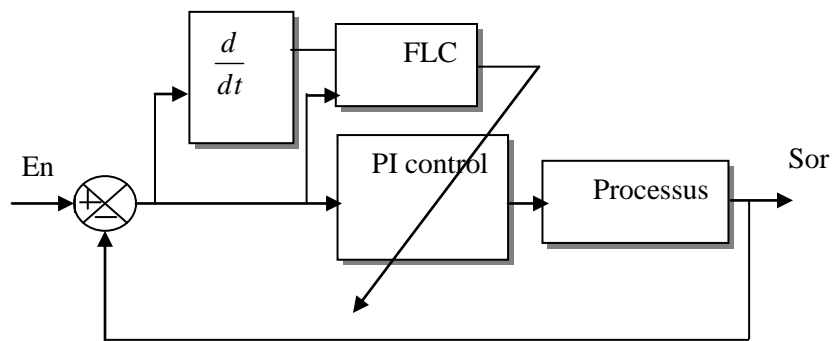 d
dt
FLC
En
PI control
Processus
Sor
+
−